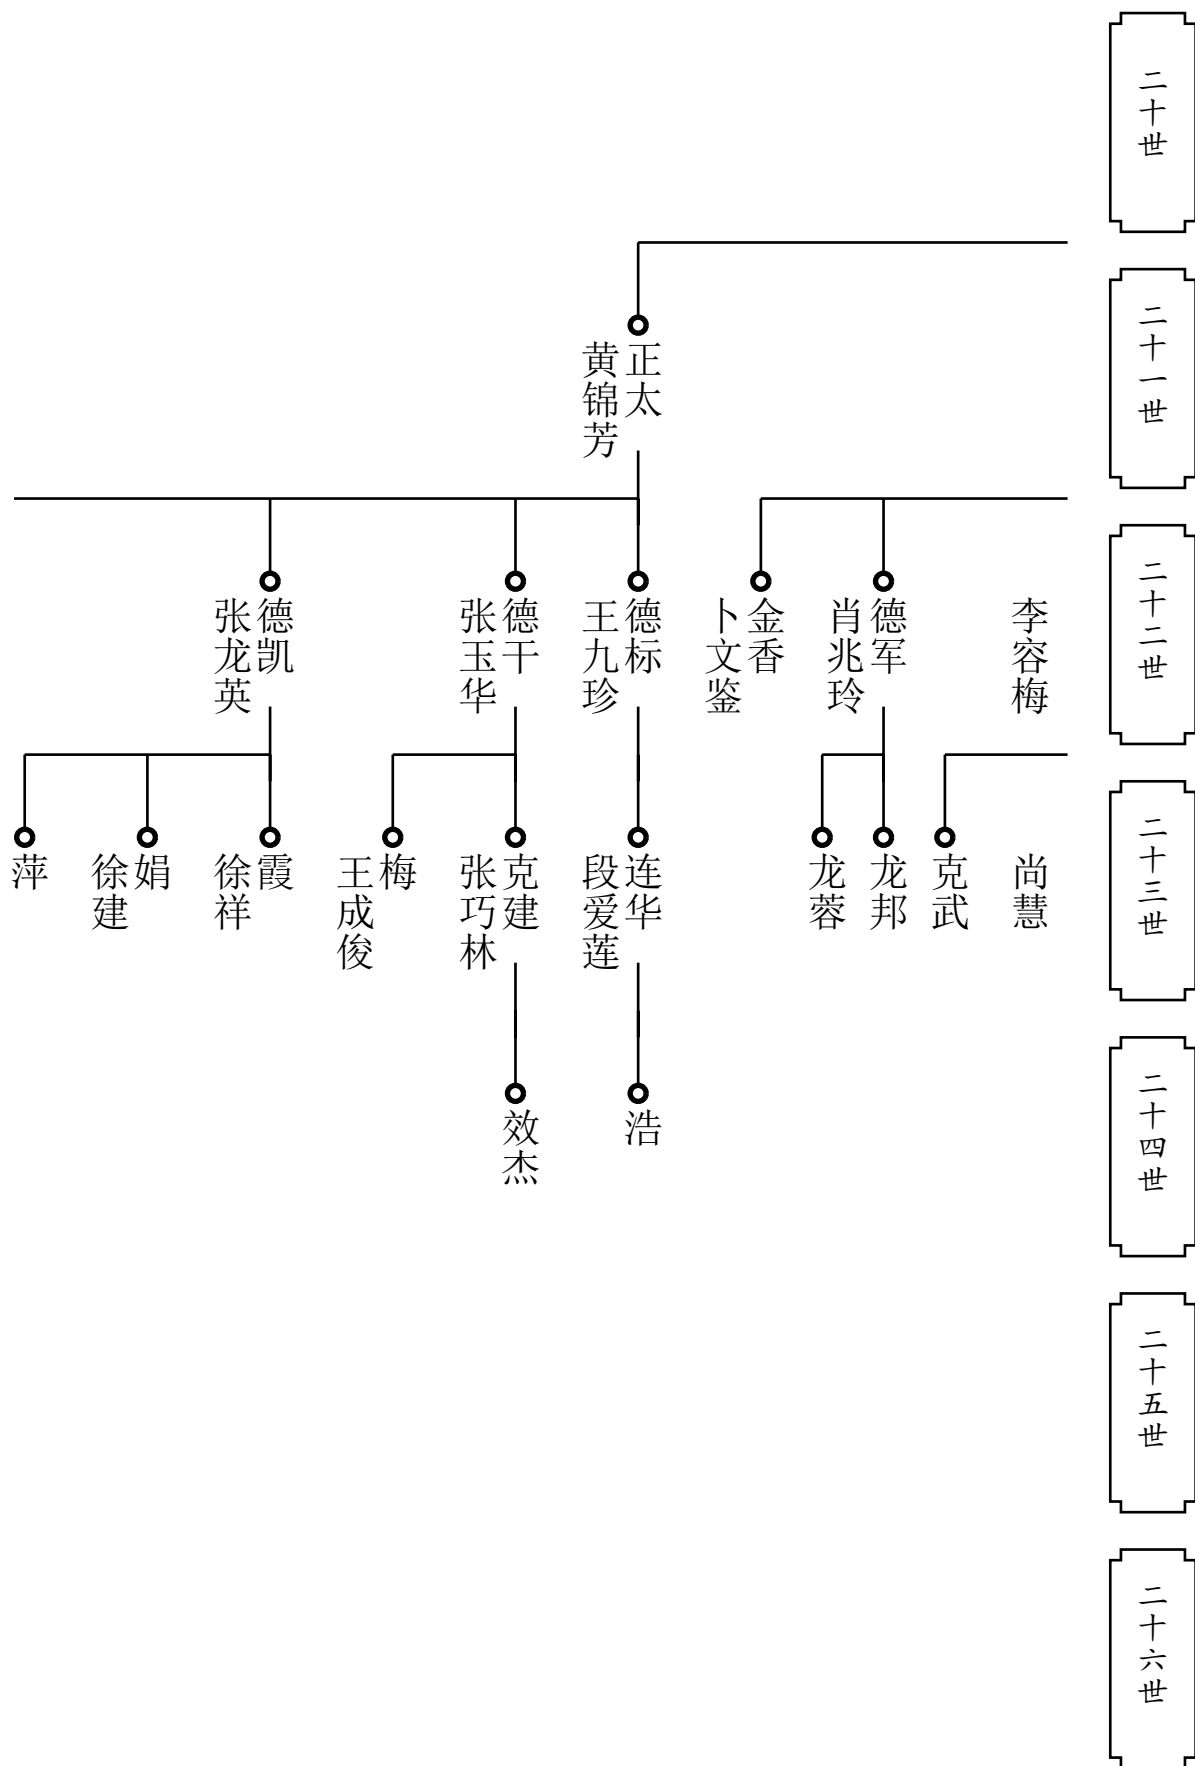 二十世
二十一世
二十二世
二十三世
二十四世
二十五世
二十六世
正太
黄锦芳
李容梅
德军
肖兆玲
金香
卜文鉴
德标
王九珍
德干
张玉华
德凯
张龙英
尚慧
克武
龙邦
龙蓉
连华
段爱莲
克建
张巧林
梅
王成俊
霞
徐祥
娟
徐建
萍
浩
效杰